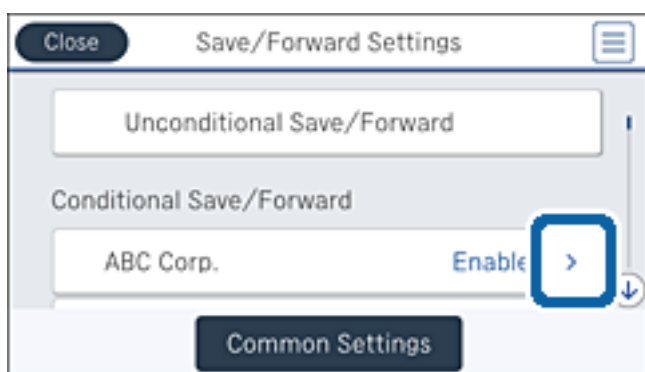 Close Save/Forward Settings
Unconditional Save/Forward
Conditional Save/Forward
ABC Corp. Enable >
Common Settings